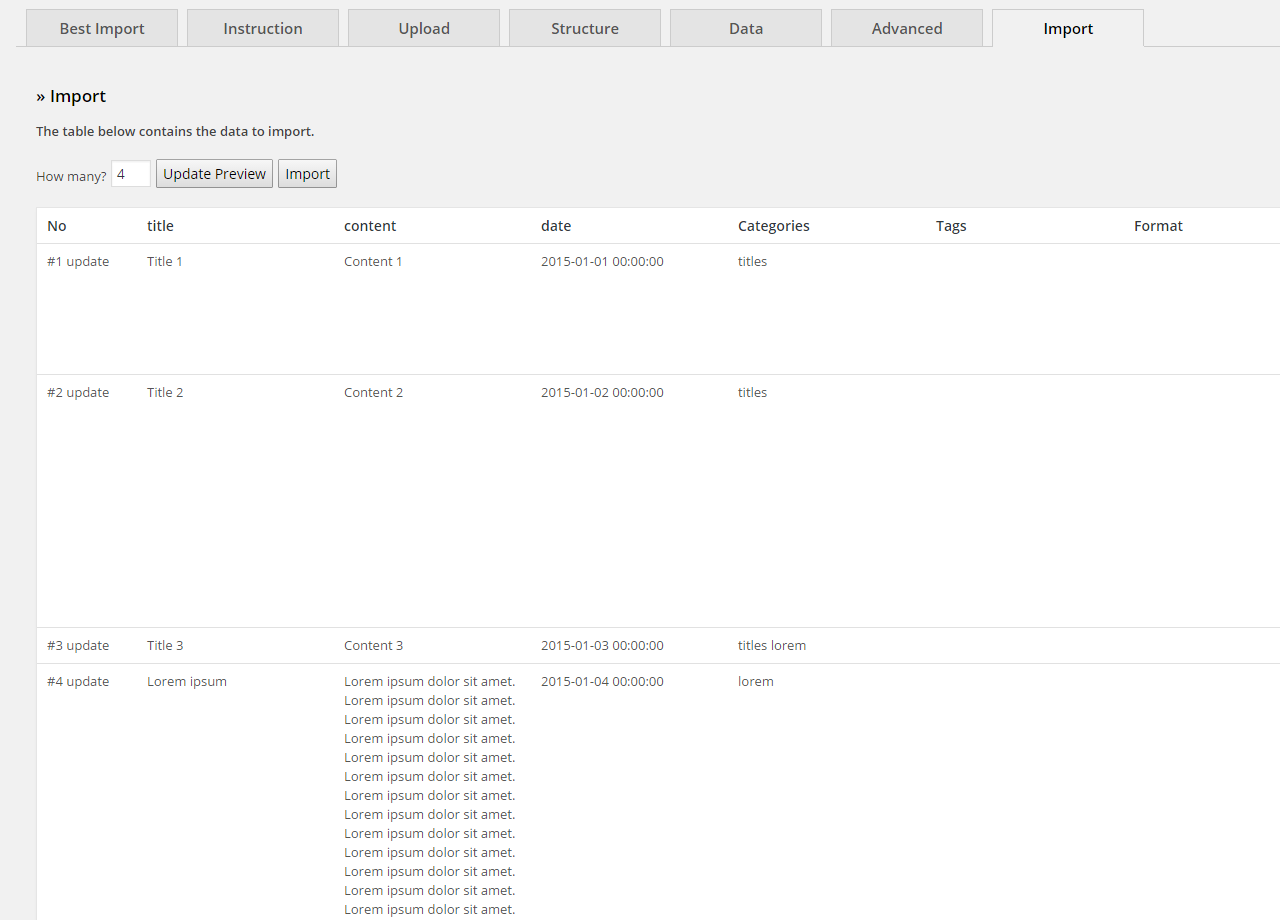 Best Import Instruction Upload Structure Data Advanced Import
» Import
The table below contains the data to import.
How many? 4 Update Preview Import
No title content date Categories Tags Format
#1 update Title 1 Content 1 2015-01-01 00:00:00 titles
#2 update Title 2 Content 2 2015-01-02 00:00:00 titles
#3 update Title 3 Content 3 2015-01-03 00:00:00 titles lorem
#4 update Lorem ipsum Lorem ipsum dolor sit amet. 2015-01-04 00:00:00 lorem
Lorem ipsum dolor sit amet.
Lorem ipsum dolor sit amet.
Lorem ipsum dolor sit amet.
Lorem ipsum dolor sit amet.
Lorem ipsum dolor sit amet.
Lorem ipsum dolor sit amet.
Lorem ipsum dolor sit amet.
Lorem ipsum dolor sit amet.
Lorem ipsum dolor sit amet.
Lorem ipsum dolor sit amet.
Lorem ipsum dolor sit amet.
Lorem ipsum dolor sit amet.